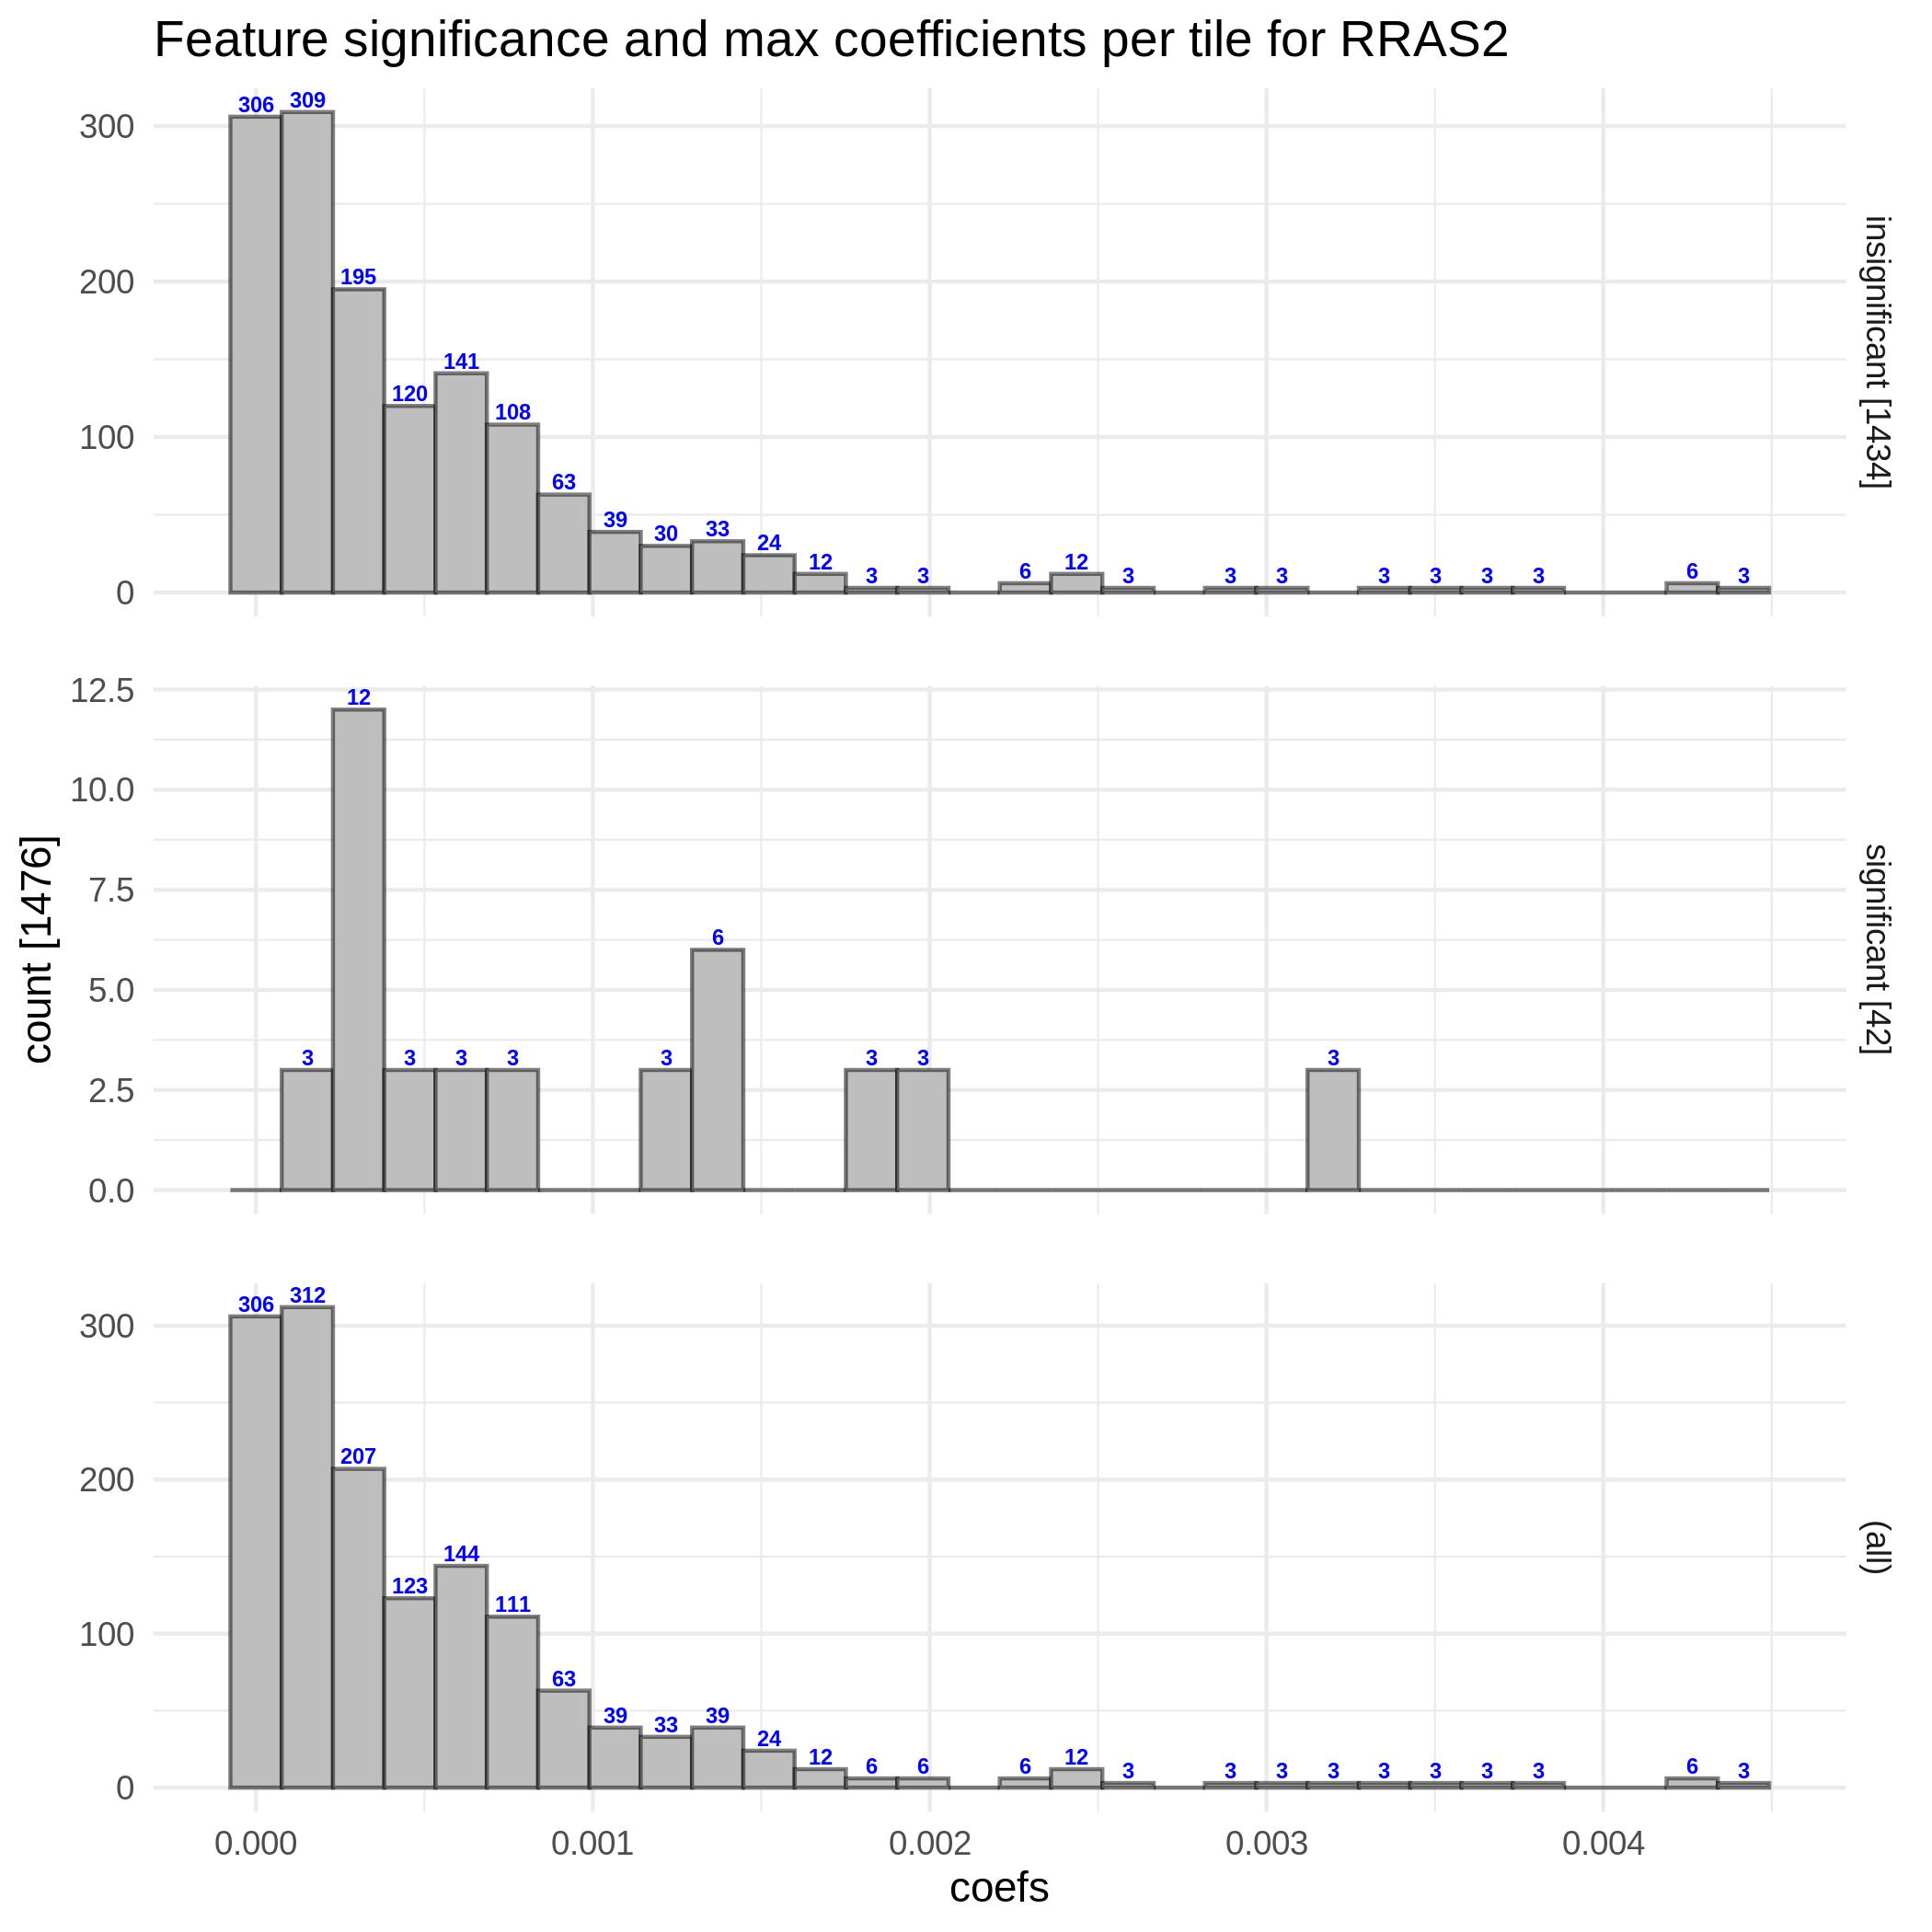 Feature significance and max coefficients per tile for RRAS2
306 309 195 120 141 108 63 39 30 33 24 12 3 3 6 12 3 3 3 3 3 3 3 6 3
300
200
100
0
insignificant [1434]
3 12 3 3 3 3 6 3 3 3
12.5
10.0
7.5
5.0
2.5
0.0
count [1476]
significant [42]
306 312 207 123 144 111 63 39 33 39 24 12 6 6 6 12 3 3 3 3 3 3 3 3 6 3
300
200
100
0
(all)
0.000 0.001 0.002 0.003 0.004
coefs